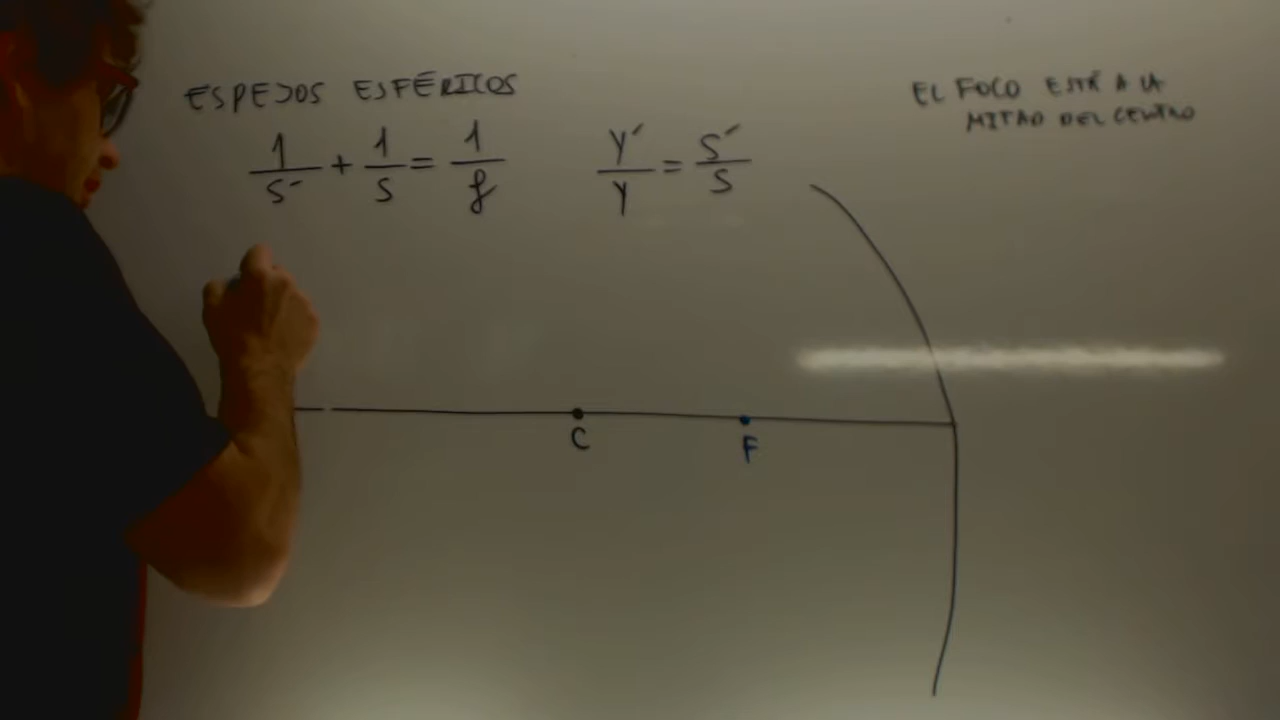 ESPEJOS ESFÉRICOS
EL FOCO ESTÁ A LA
MITAD DEL CENTRO
1/s´ + 1/s = 1/f
y´/y = s´/s
C
F